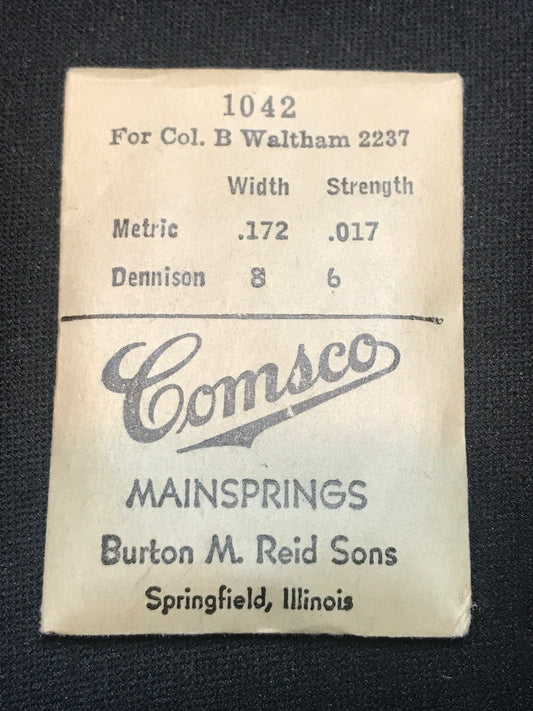 1042
For Col. B Waltham 2237
Width Strength
Metric .172 .017
Dennison 8 6
Comsco
MAINSPRINGS
Burton M. Reid Sons
Springfield, Illinois